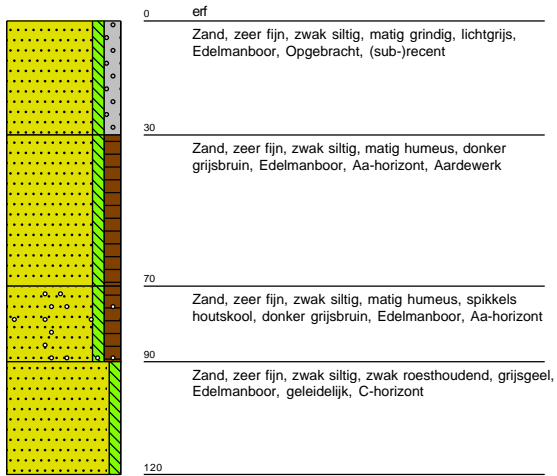 0
erf
Zand, zeer fijn, zwak siltig, matig grindig, lichtgrijs,
Edelmanboor, Opgebracht, (sub-)recent
30
Zand, zeer fijn, zwak siltig, matig humeus, donker
grijsbruin, Edelmanboor, Aa-horizont, Aardewerk
70
Zand, zeer fijn, zwak siltig, matig humeus, spikkels
houtskool, donker grijsbruin, Edelmanboor, Aa-horizont
90
Zand, zeer fijn, zwak siltig, zwak roesthoudend, grijsgeel,
Edelmanboor, geleidelijk, C-horizont
120